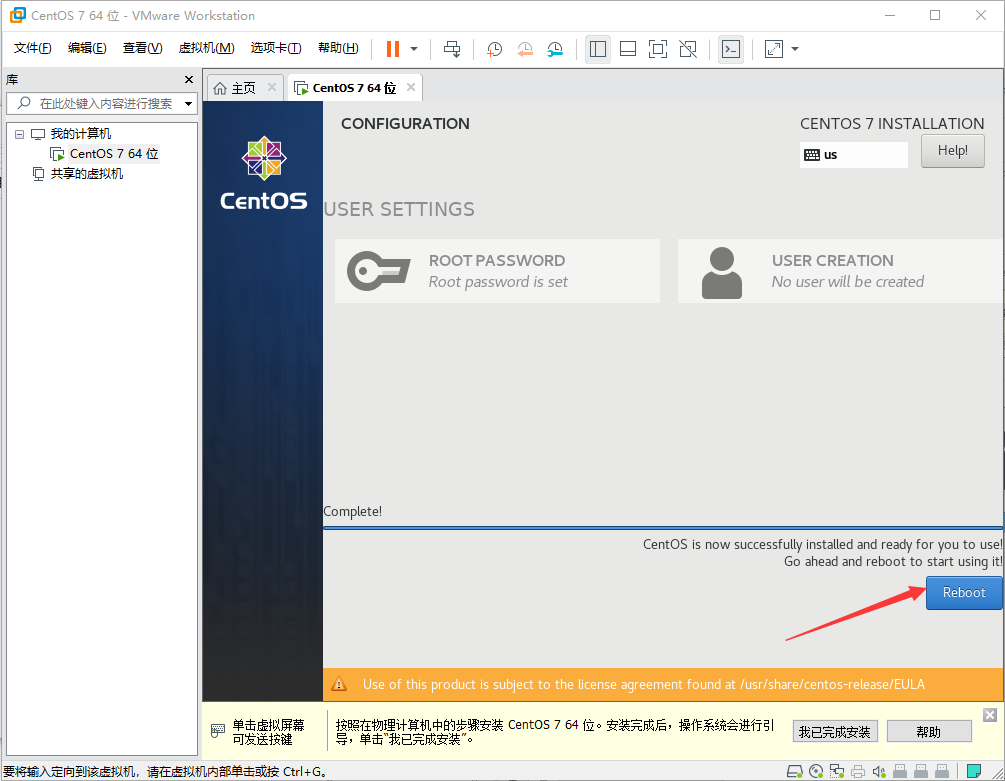 CentOS 7 64 位 - VMware Workstation
文件(F) 编辑(E) 查看(V) 虚拟机(M) 选项卡(T) 帮助(H)
库
在此处键入内容进行搜索
我的计算机
CentOS 7 64 位
共享的虚拟机
主页
CentOS 7 64 位
CentOS
CONFIGURATION
CENTOS 7 INSTALLATION
us
Help!
USER SETTINGS
ROOT PASSWORD
Root password is set
USER CREATION
No user will be created
Complete!
CentOS is now successfully installed and ready for you to use!
Go ahead and reboot to start using it!
Reboot
Use of this product is subject to the license agreement found at /usr/share/centos-release/EULA
单击虚拟屏幕
可发送按键
按照在物理计算机中的步骤安装 CentOS 7 64 位。安装完成后，操作系统会进行引
导，单击“我已完成安装”。
我已完成安装
帮助
要将输入定向到该虚拟机，请在虚拟机内部单击或按 Ctrl+G。